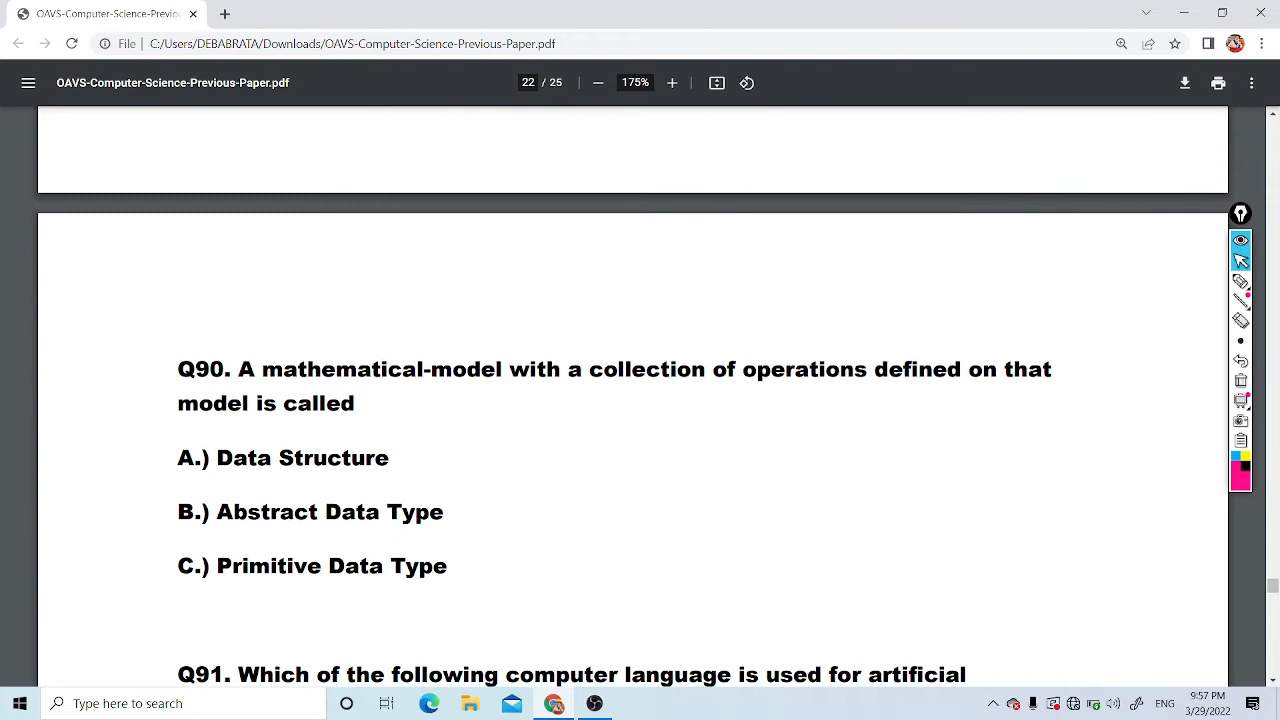 OAVS-Computer-Science-Previo
File | C:/Users/DEBABRATA/Downloads/OAVS-Computer-Science-Previous-Paper.pdf
OAVS-Computer-Science-Previous-Paper.pdf
22 / 25
175%
Q90. A mathematical-model with a collection of operations defined on that
model is called
A.) Data Structure
B.) Abstract Data Type
C.) Primitive Data Type
Q91. Which of the following computer language is used for artificial
Type here to search
ENG
9:57 PM
3/29/2022